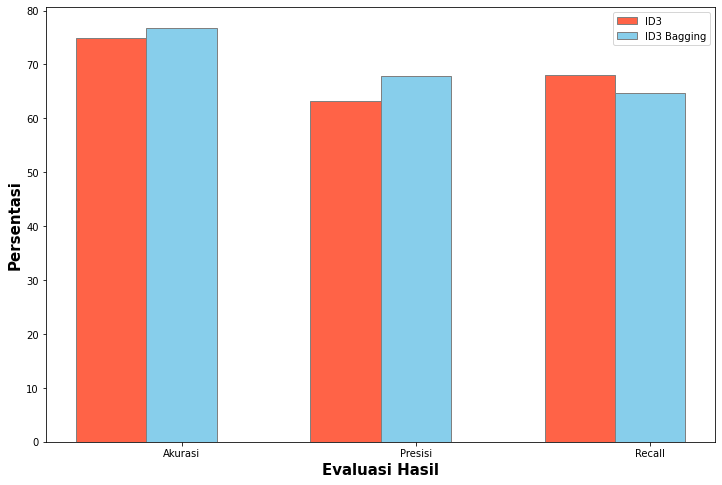 80
70
60
50
40
30
20
10
0
Persentasi
ID3
ID3 Bagging
Akurasi Presisi Recall
Evaluasi Hasil